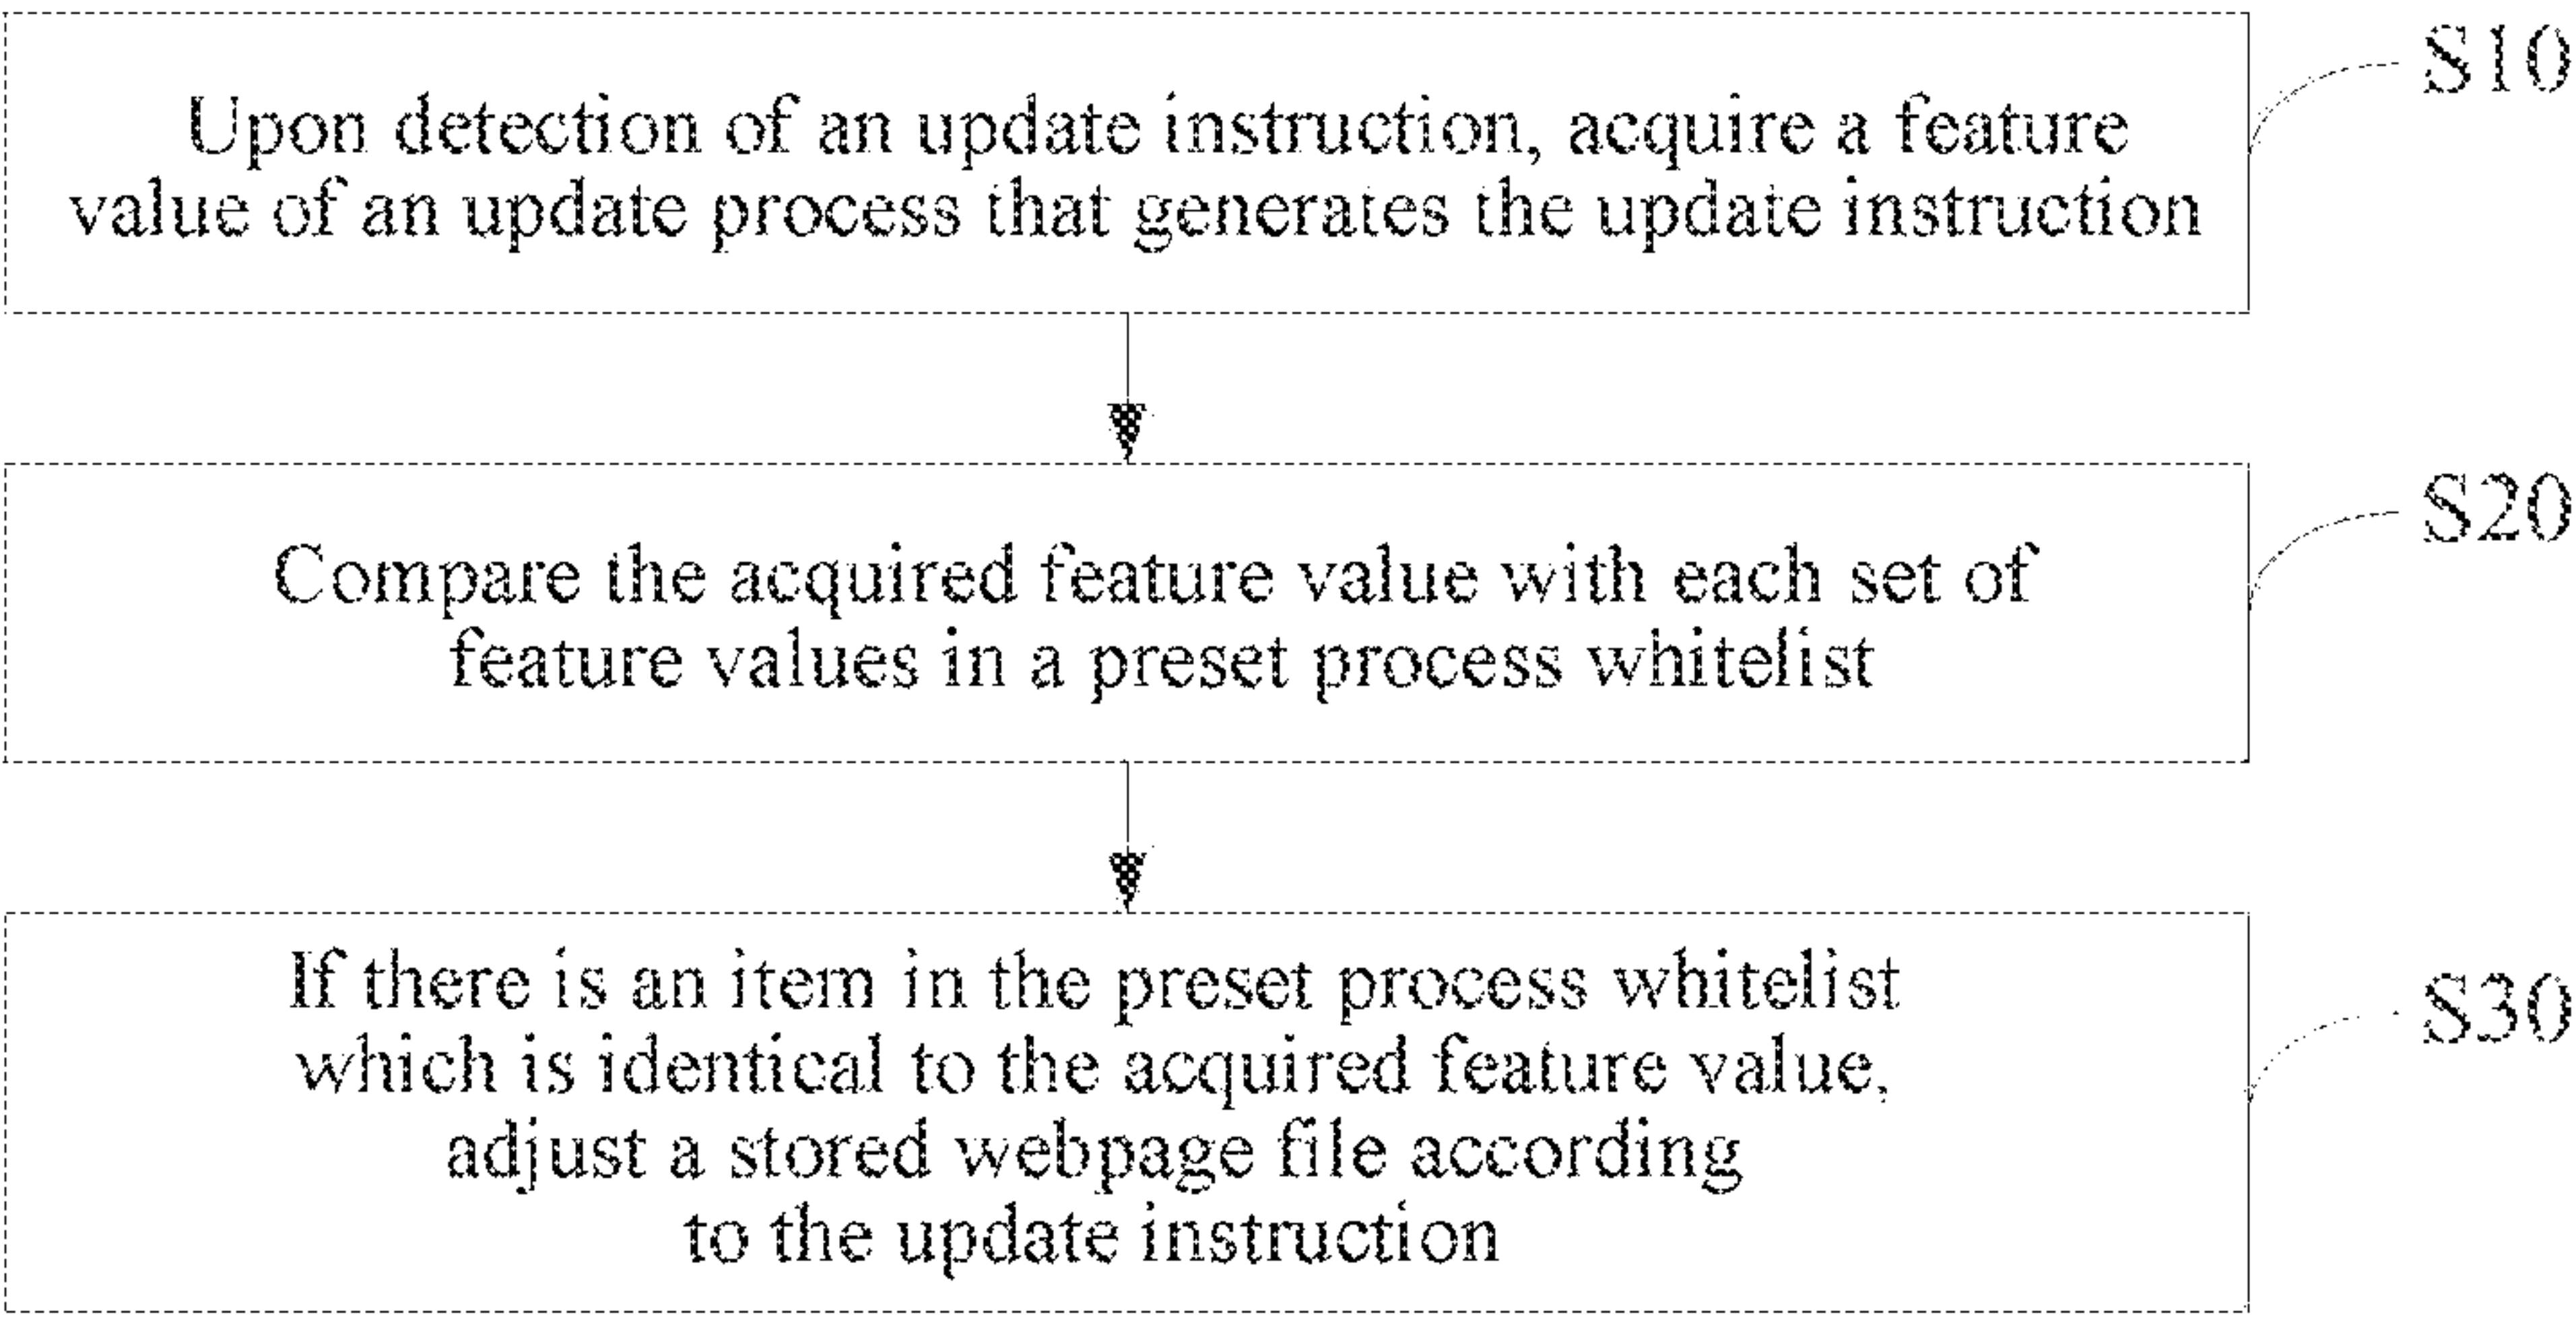 S10
Upon detection of an update instruction, acquire a feature
value of an update process that generates the update instruction
S20
Compare the acquired feature value with each set of
feature values in a preset process whitelist
S30
If there is an item in the preset process whitelist
which is identical to the acquired feature value,
adjust a stored webpage file according
to the update instruction